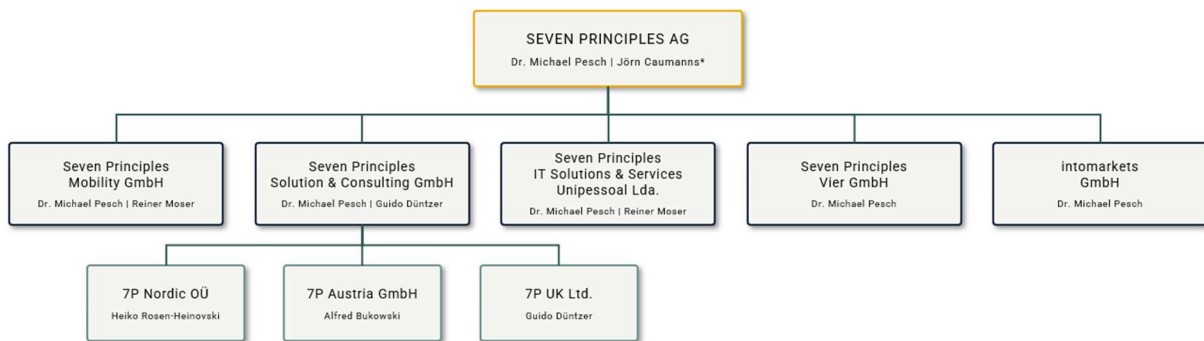 SEVEN PRINCIPLES AG
Dr. Michael Pesch | Jörn Caumanns*
Seven Principles
Mobility GmbH
Dr. Michael Pesch | Reiner Moser
Seven Principles
Solution & Consulting GmbH
Dr. Michael Pesch | Guido Düntzer
Seven Principles
IT Solutions & Services
Unipessoal Lda.
Dr. Michael Pesch | Reiner Moser
Seven Principles
Vier GmbH
Dr. Michael Pesch
intomarkets
GmbH
Dr. Michael Pesch
7P Nordic OÜ
Heiko Rosen-Heinovski
7P Austria GmbH
Alfred Bukowski
7P UK Ltd.
Guido Düntzer